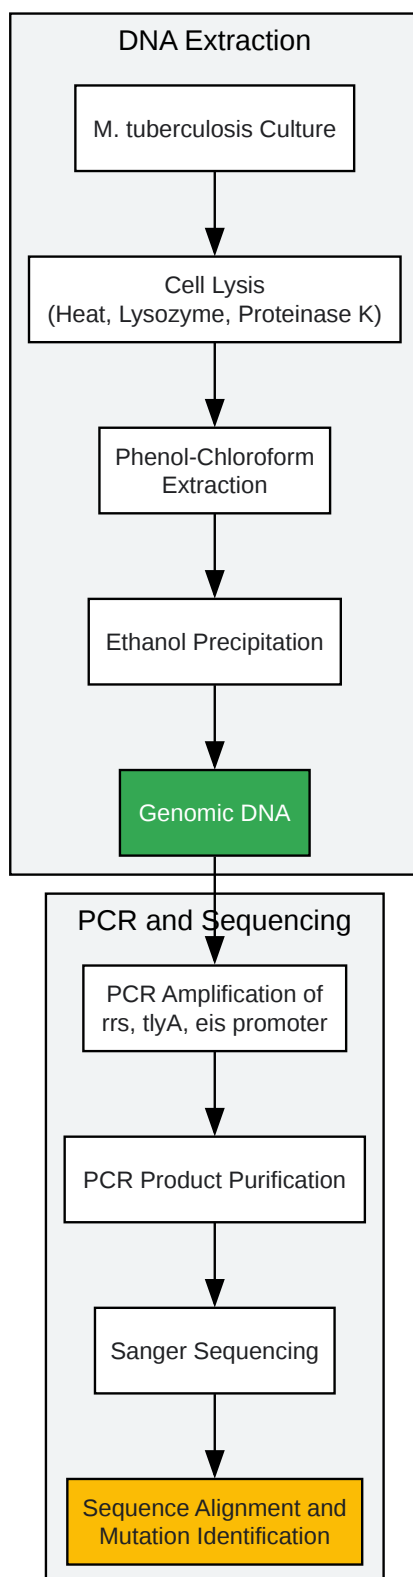 DNA Extraction
M. tuberculosis Culture
Cell Lysis
(Heat, Lysozyme, Proteinase K)
Phenol-Chloroform
Extraction
Ethanol Precipitation
Genomic DNA
PCR and Sequencing
PCR Amplification of
rrs, tlyA, eis promoter
PCR Product Purification
Sanger Sequencing
Sequence Alignment and
Mutation Identification